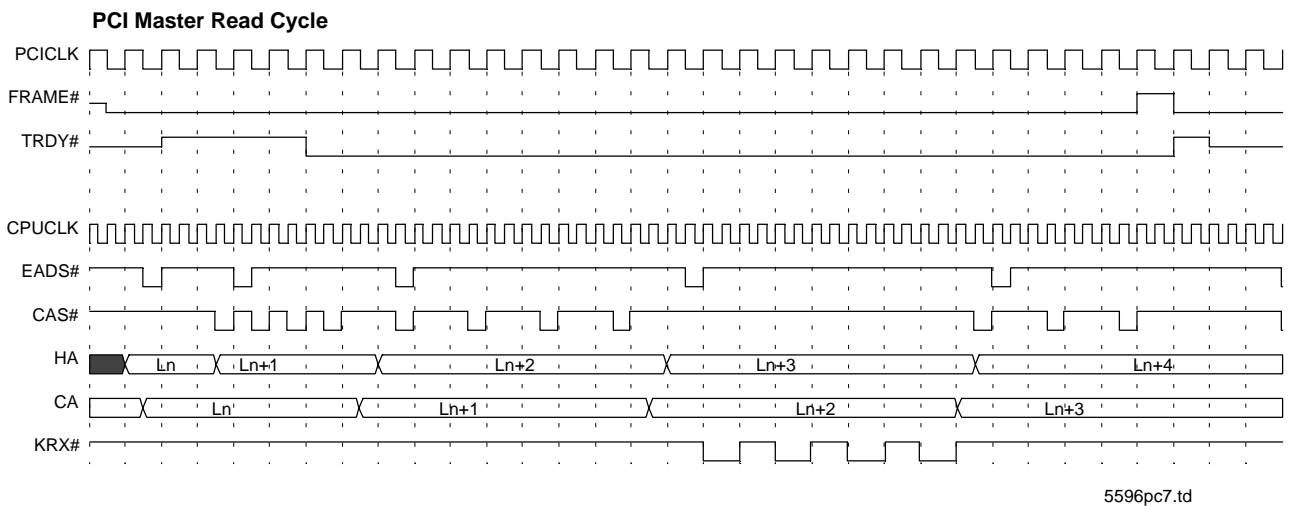 PCI Master Read Cycle
PCICLK
FRAME#
TRDY#
CPUCLK
EADS#
CAS#
HA Ln Ln+1 Ln+2 Ln+3 Ln+4
CA Ln Ln+1 Ln+2 Ln+3
KRX#
5596pc7.td